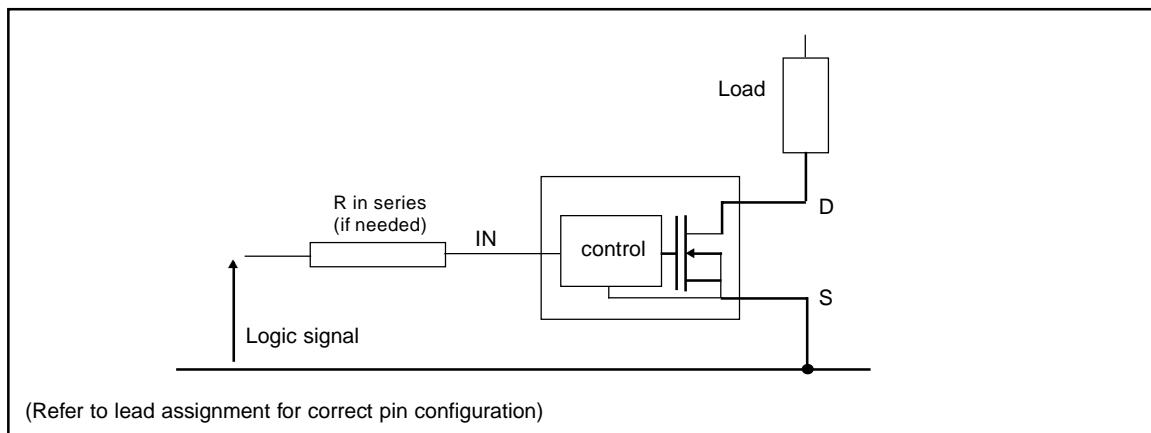 Load
R in series
(if needed)
IN
D
control
S
Logic signal
(Refer to lead assignment for correct pin configuration)